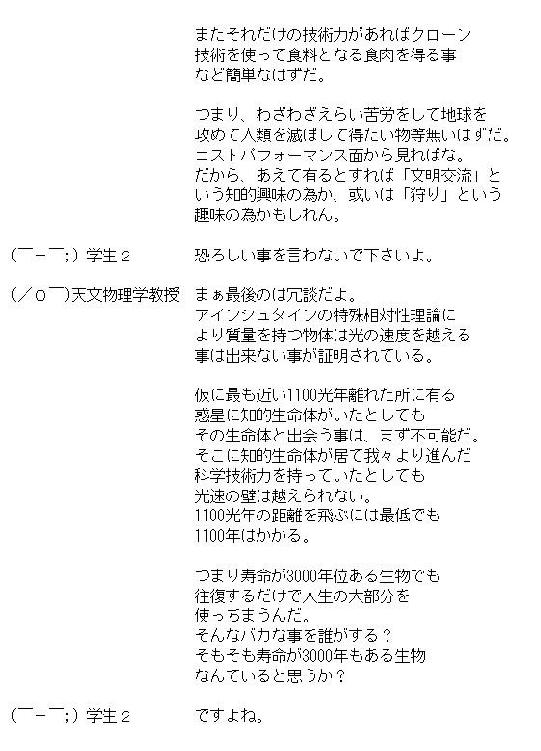 またそれだけの技術力があればクローン
技術を使って食料となる食肉を得る事
など簡単なはずだ。
つまり、わざわざえらい苦労をして地球を
攻めて人類を滅ぼして得たい物等無いはずだ。
コストパフォーマンス面から見ればな。
だから、あえて有るとすれば「文明交流」と
いう知的興味の為か、或いは「狩り」という
趣味の為かもしれん。
(￣－￣;) 学生２ 恐ろしい事を言わないで下さいよ。
(／０￣)天文物理学教授 まぁ最後のは冗談だよ。
アインシュタインの特殊相対性理論に
より質量を持つ物体は光の速度を越える
事は出来ない事が証明されている。
仮に最も近い1100光年離れた所に有る
惑星に知的生命体がいたとしても
その生命体と出会う事は、まず不可能だ。
そこに知的生命体が居て我々より進んだ
科学技術力を持っていたとしても
光速の壁は越えられない。
1100光年の距離を飛ぶには最低でも
1100年はかかる。
つまり寿命が3000年位ある生物でも
往復するだけで人生の大部分を
使っちまうんだ。
そんなバカな事を誰がする？
そもそも寿命が3000年もある生物
なんていると思うか？
(￣－￣;) 学生２ ですよね。